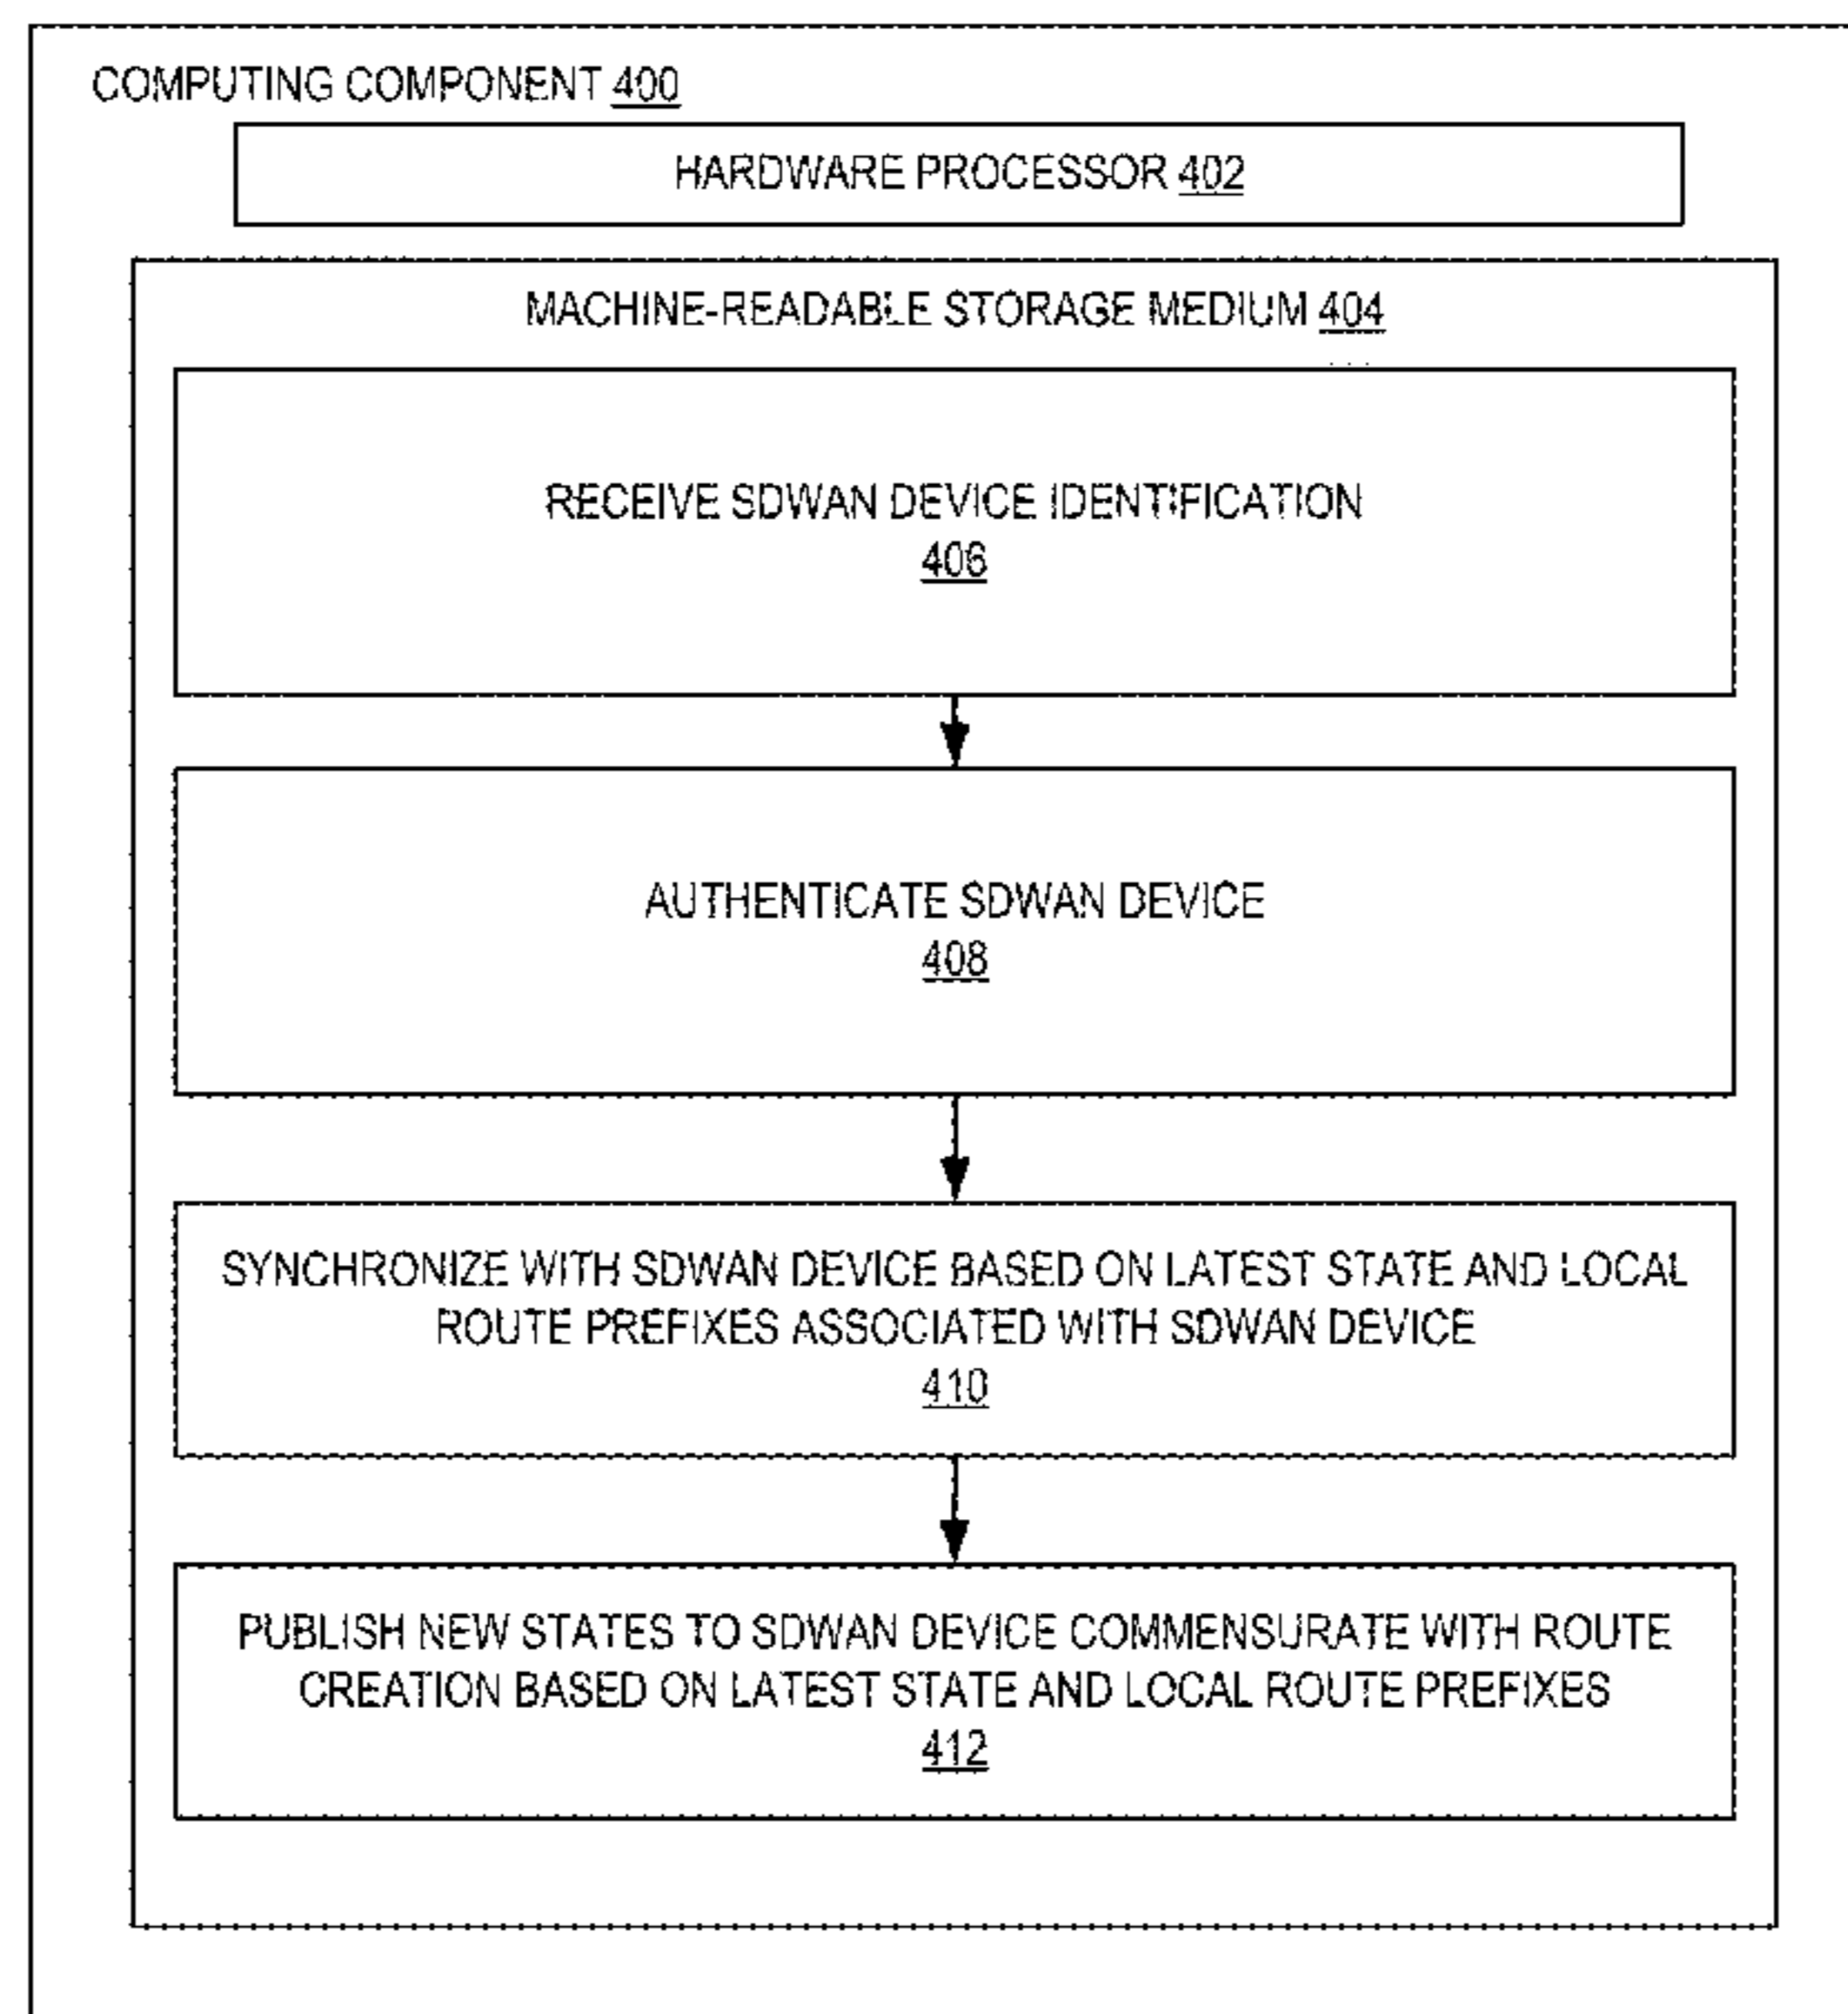 COMPUTING COMPONENT 400
HARDWARE PROCESSOR 402
MACHINE-READABLE STORAGE MEDIUM 404
RECEIVE SDWAN DEVICE IDENTIFICATION
406
AUTHENTICATE SDWAN DEVICE
408
SYNCHRONIZE WITH SDWAN DEVICE BASED ON LATEST STATE AND LOCAL
ROUTE PREFIXES ASSOCIATED WITH SDWAN DEVICE
410
PUBLISH NEW STATES TO SDWAN DEVICE COMMENSURATE WITH ROUTE
CREATION BASED ON LATEST STATE AND LOCAL ROUTE PREFIXES
412